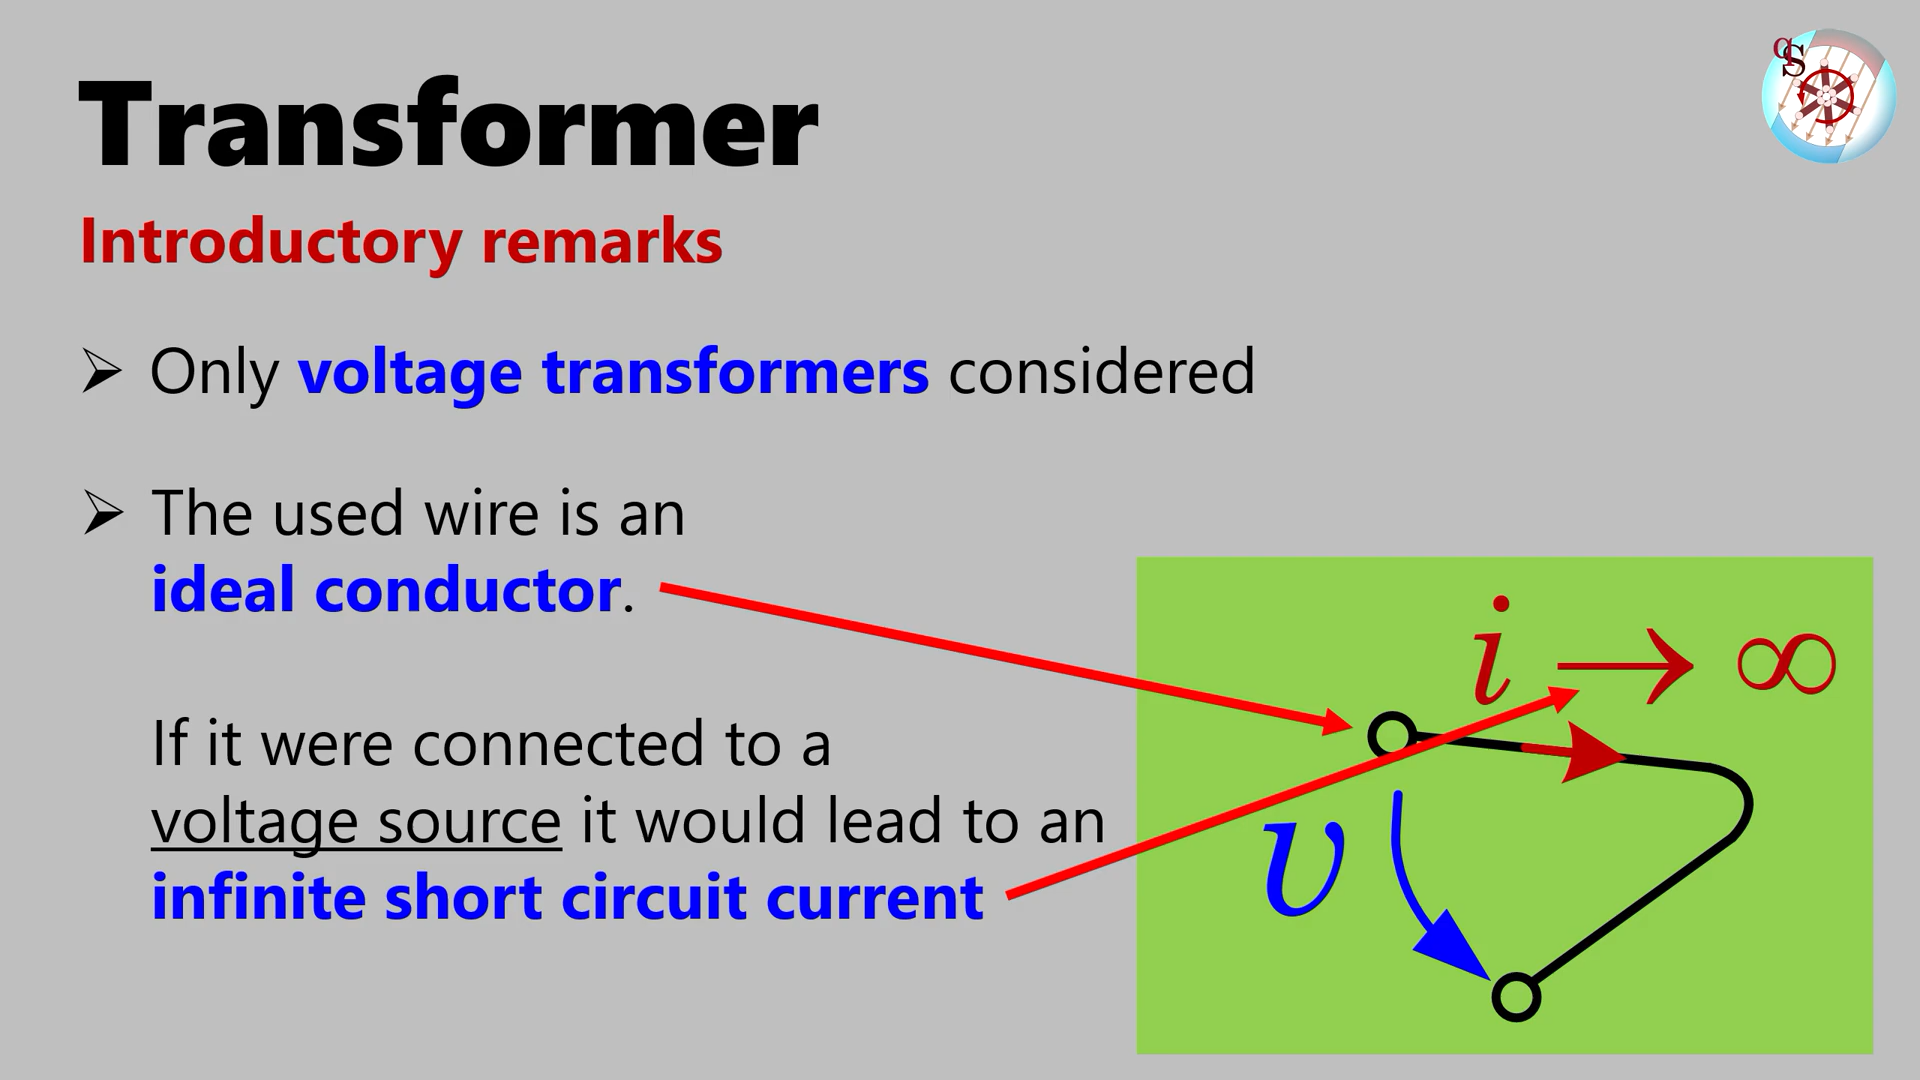 qS
Transformer
Introductory remarks
➢ Only voltage transformers considered
➢ The used wire is an
ideal conductor.
If it were connected to a
voltage source it would lead to an
infinite short circuit current
i → ∞
v